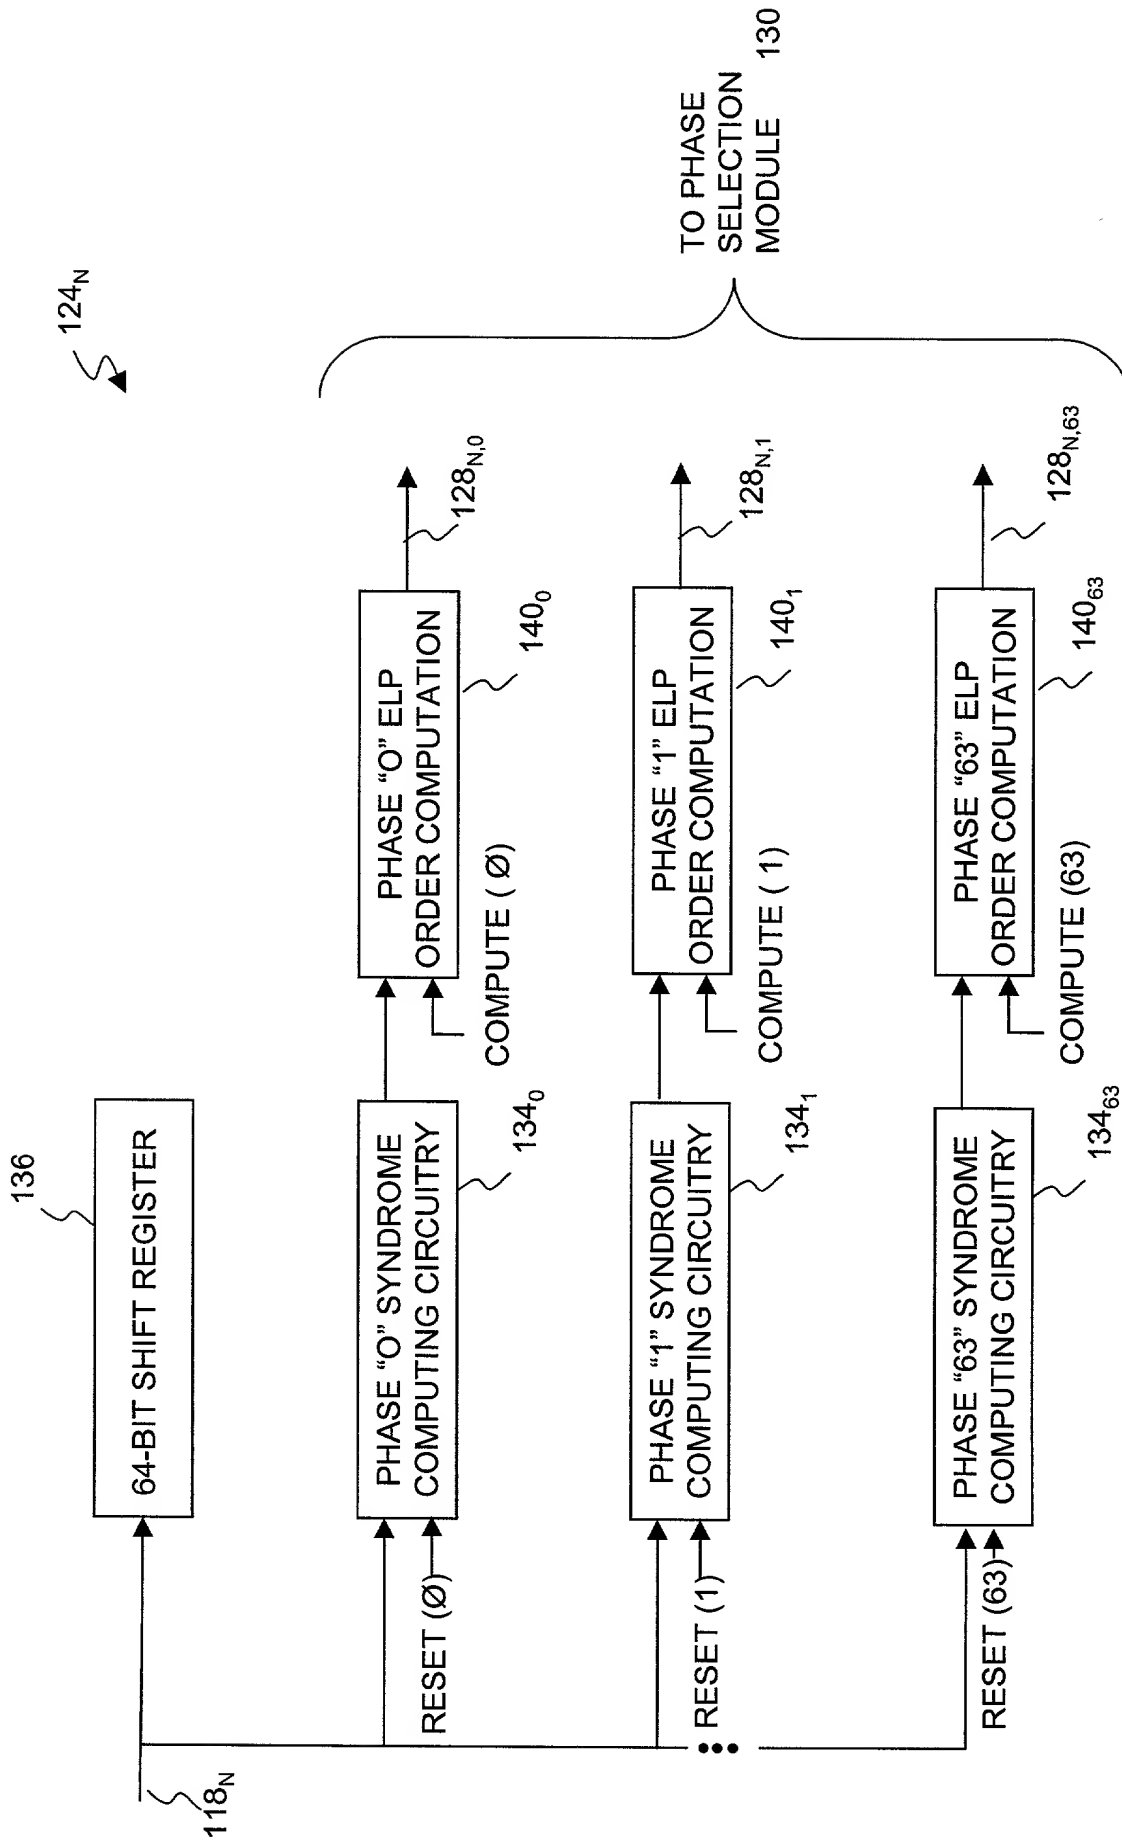 124N
136
64-BIT SHIFT REGISTER
118N
PHASE “O” SYNDROME
COMPUTING CIRCUITRY
RESET (Ø)
134₀
PHASE “O” ELP
ORDER COMPUTATION
COMPUTE ( Ø)
140₀
128N,0
PHASE “1” SYNDROME
COMPUTING CIRCUITRY
RESET (1)
134₁
PHASE “1” ELP
ORDER COMPUTATION
COMPUTE ( 1)
140₁
128N,1
PHASE “63” SYNDROME
COMPUTING CIRCUITRY
RESET (63)
134₆₃
PHASE “63” ELP
ORDER COMPUTATION
COMPUTE (63)
140₆₃
128N,63
TO PHASE
SELECTION
MODULE 130